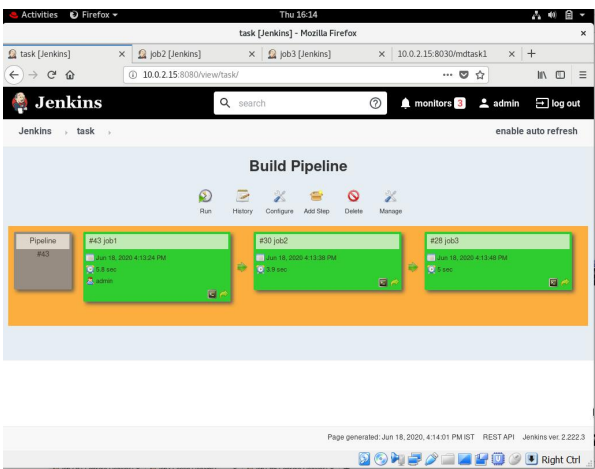 Activities Firefox Thu 16:14
task [Jenkins] - Mozilla Firefox ×
task [Jenkins] × job2 [Jenkins] × job3 [Jenkins] × 10.0.2.15:8030/mdtask1 × +
10.0.2.15:8080/view/task/
Jenkins search monitors 3 admin log out
Jenkins task enable auto refresh
Build Pipeline
Run History Configure Add Step Delete Manage
Pipeline #43 job1 #30 job2 #28 job3
#43 Jun 18, 2020 4:13:24 PM Jun 18, 2020 4:13:38 PM Jun 18, 2020 4:13:48 PM
5.8 sec 3.9 sec 5 sec
admin
Page generated: Jun 18, 2020, 4:14:01 PM IST REST API Jenkins ver. 2.222.3
Right Ctrl